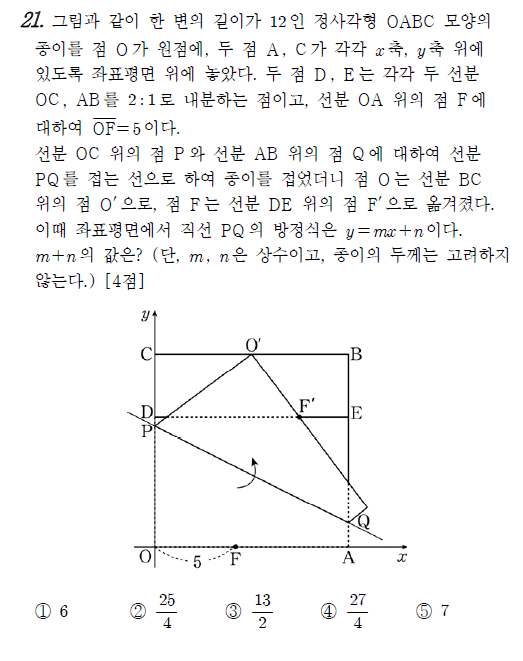 21. 그림과 같이 한 변의 길이가 12인 정사각형 OABC 모양의
종이를 점 O가 원점에, 두 점 A, C가 각각 x축, y축 위에
있도록 좌표평면 위에 놓았다. 두 점 D, E는 각각 두 선분
OC, AB를 2:1로 내분하는 점이고, 선분 OA 위의 점 F에
대하여 \overline{OF}=5이다.
선분 OC 위의 점 P와 선분 AB 위의 점 Q에 대하여 선분
PQ를 접는 선으로 하여 종이를 접었더니 점 O는 선분 BC
위의 점 O′으로, 점 F는 선분 DE 위의 점 F′으로 옮겨졌다.
이때 좌표평면에서 직선 PQ의 방정식은 y=mx+n이다.
m+n의 값은? (단, m, n은 상수이고, 종이의 두께는 고려하지
않는다.) [4점]
y
C O′ B
D F′ E
P
Q
O 5 F A x
① 6 ② 25/4 ③ 13/2 ④ 27/4 ⑤ 7